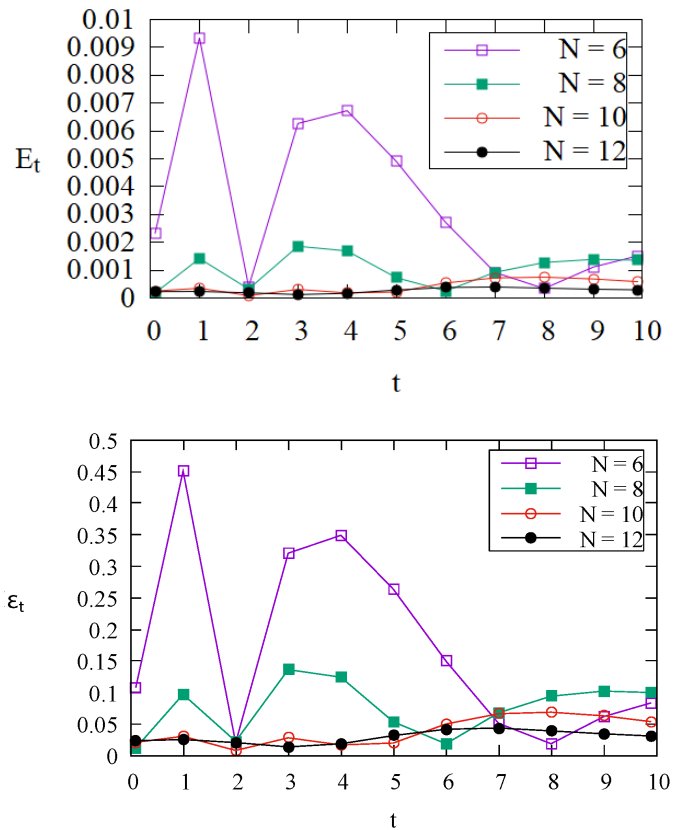 0.01
0.009
0.008
0.007
0.006
0.005
0.004
0.003
0.002
0.001
0
E_t
N = 6
N = 8
N = 10
N = 12
0 1 2 3 4 5 6 7 8 9 10
t
0.5
0.45
0.4
0.35
0.3
0.25
0.2
0.15
0.1
0.05
0
ε_t
N = 6
N = 8
N = 10
N = 12
0 1 2 3 4 5 6 7 8 9 10
t